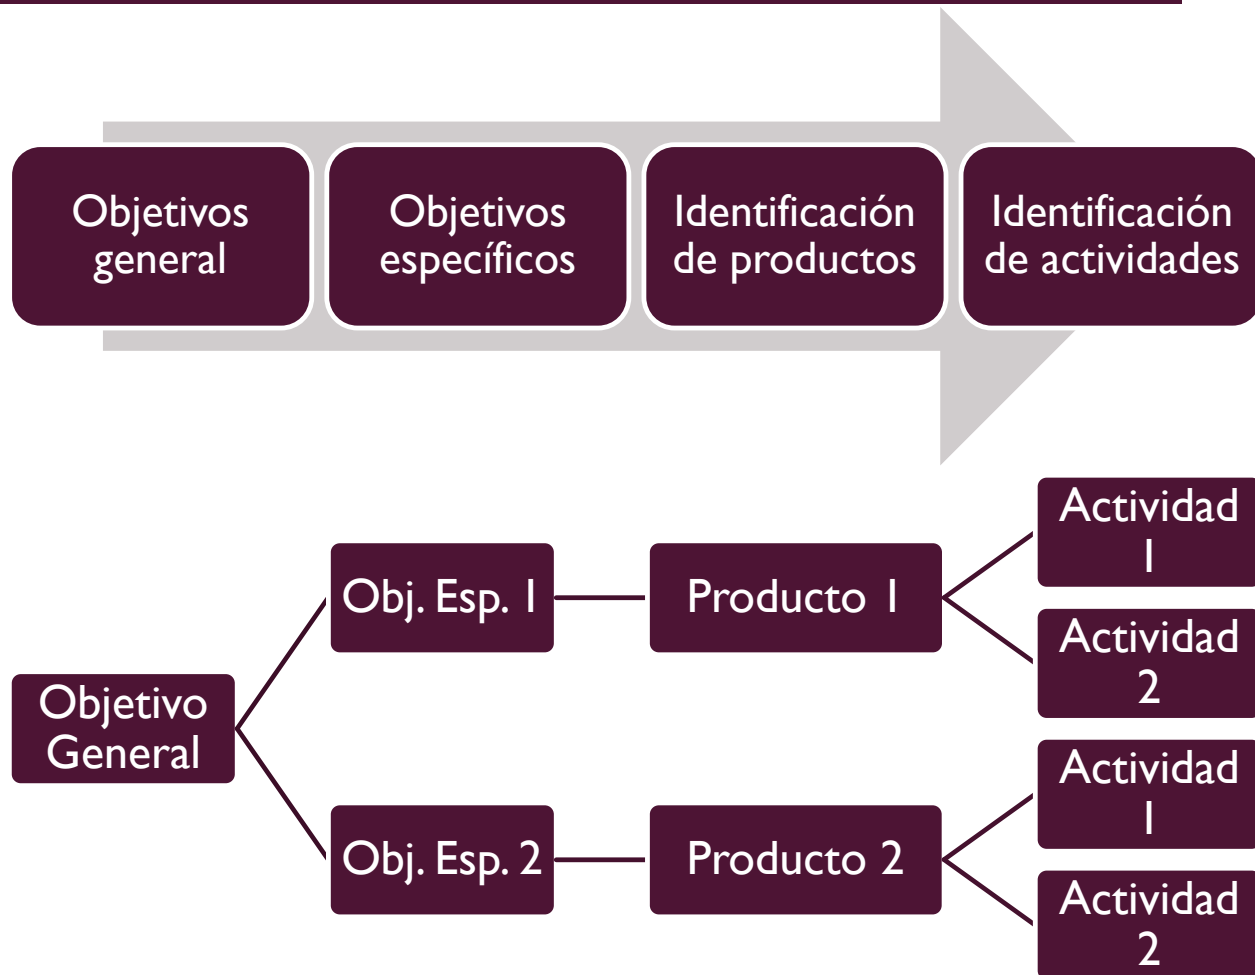 Objetivos
general
Objetivos
específicos
Identificación
de productos
Identificación
de actividades
Objetivo
General
Obj. Esp. 1
Producto 1
Actividad
1
Actividad
2
Obj. Esp. 2
Producto 2
Actividad
1
Actividad
2